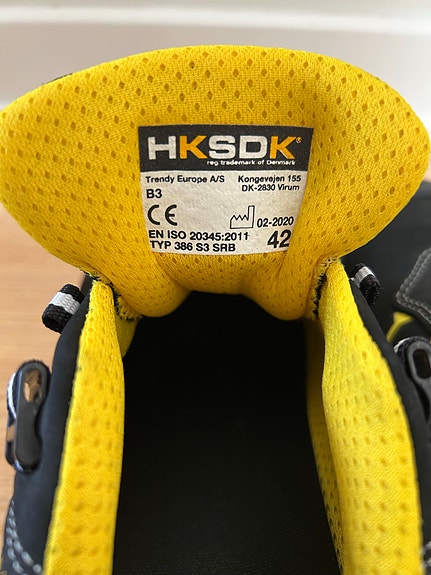 HKSDK®
reg. trademark of Denmark
Trendy Europe A/S Kongevejen 155
B3 DK-2830 Virum
CE 02-2020
EN ISO 20345:2011
TYP 386 S3 SRB 42